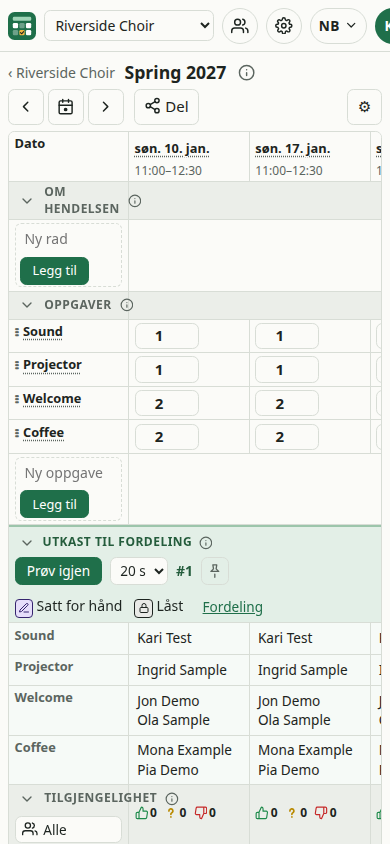 Riverside Choir
NB
K
‹ Riverside Choir Spring 2027
Del
Dato
søn. 10. jan. søn. 17. jan. s
11:00–12:30 11:00–12:30 1
OM HENDELSEN
Ny rad
Legg til
OPPGAVER
Sound 1 1
Projector 1 1
Welcome 2 2
Coffee 2 2
Ny oppgave
Legg til
UTKAST TIL FORDELING
Prøv igjen 20 s #1
Satt for hånd Låst Fordeling
Sound Kari Test Kari Test
Projector Ingrid Sample Ingrid Sample
Welcome Jon Demo Jon Demo
Ola Sample Ola Sample
Coffee Mona Example Mona Example
Pia Demo Pia Demo
TILGJENGELIGHET
0 ? 0 0 0 ? 0 0
Alle